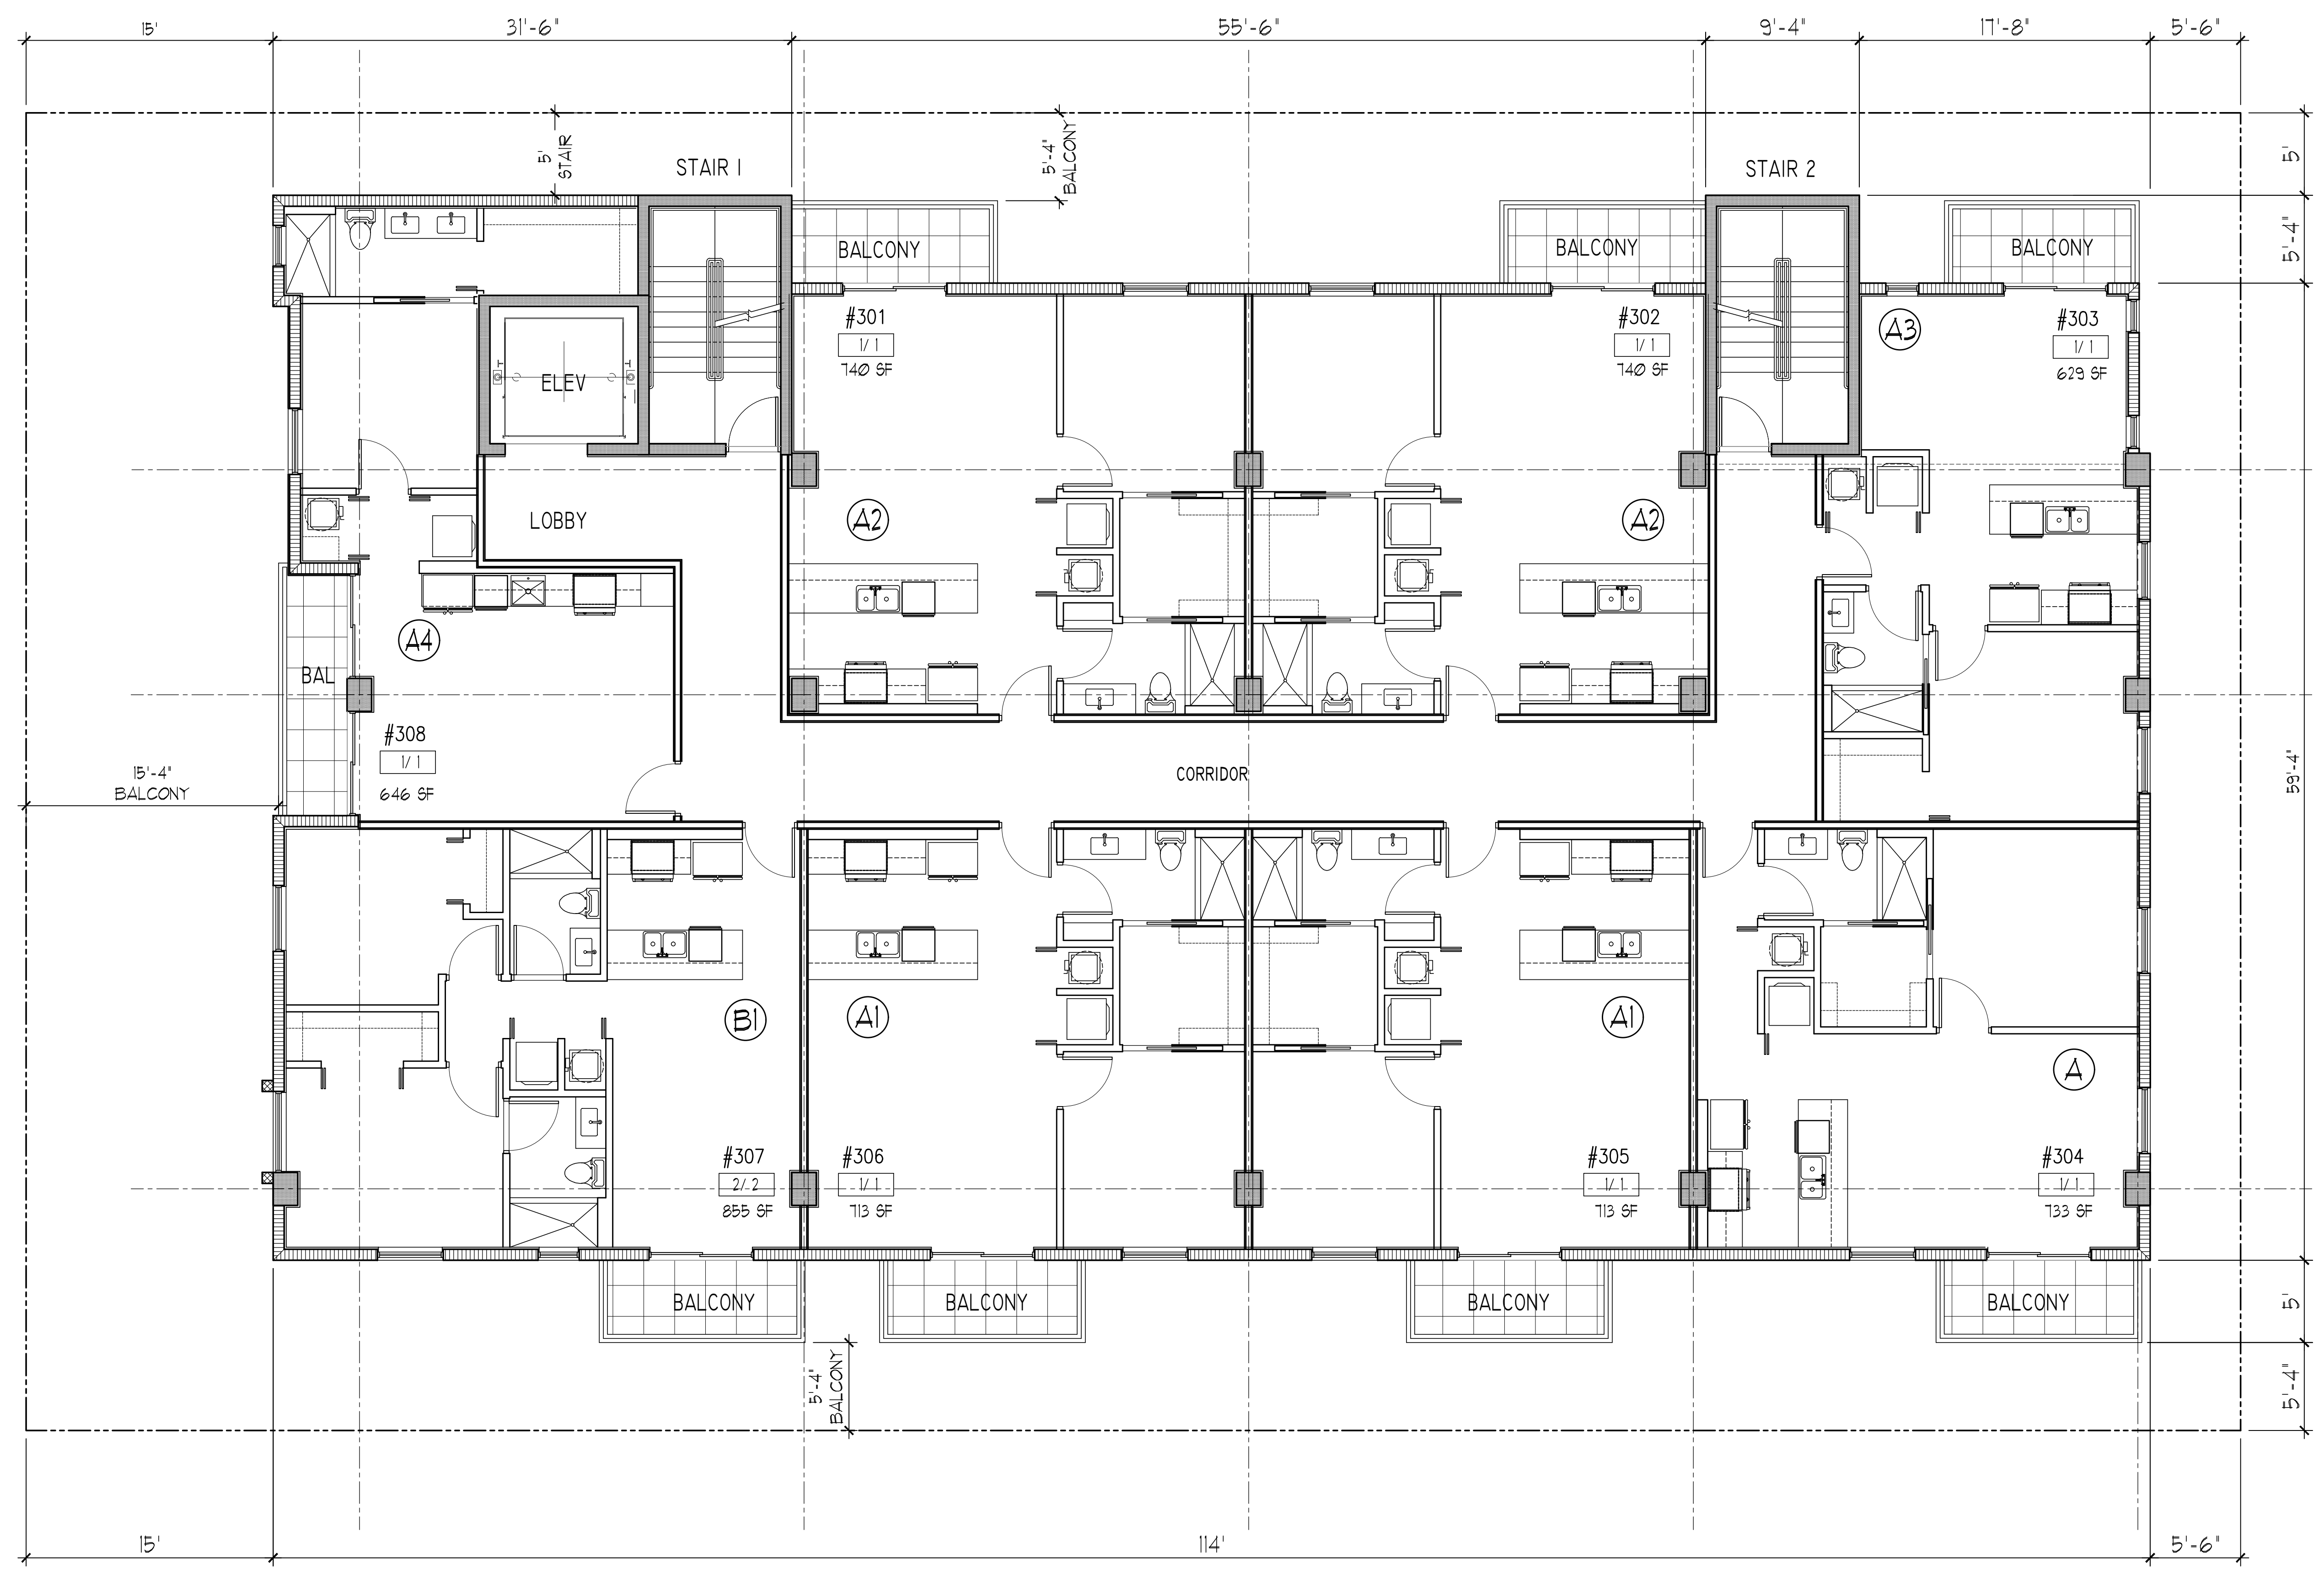 15'
31'-6"
55'-6"
9'-4"
17'-8"
5'-6"
5'
STAIR
STAIR 1
5'-4"
BALCONY
STAIR 2
5'
5'-4"
BALCONY
BALCONY
BALCONY
#301
1/1
740 SF
#302
1/1
740 SF
A3
#303
1/1
629 SF
ELEV
LOBBY
A2
A2
A4
BAL
#308
1/1
646 SF
15'-4"
BALCONY
CORRIDOR
59'-4"
B1
A1
A1
A
#307
2/2
855 SF
#306
1/1
713 SF
#305
1/1
713 SF
#304
1/1
733 SF
BALCONY
BALCONY
BALCONY
BALCONY
5'
5'-4"
BALCONY
5'-4"
15'
114'
5'-6"